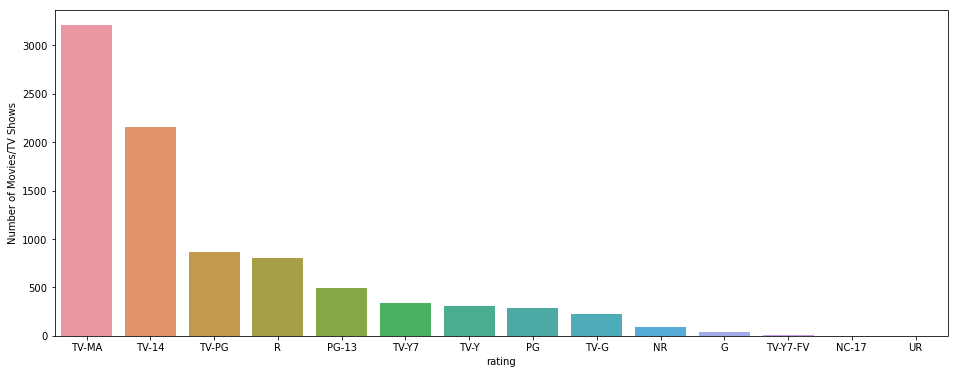 Number of Movies/TV Shows
3000
2500
2000
1500
1000
500
0
TV-MA TV-14 TV-PG R PG-13 TV-Y7 TV-Y PG TV-G NR G TV-Y7-FV NC-17 UR
rating